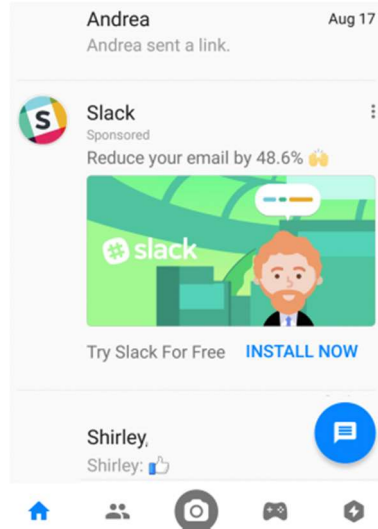 Andrea
Aug 17
Andrea sent a link.
S
Slack
Sponsored
Reduce your email by 48.6% 🙌
# slack
Try Slack For Free
INSTALL NOW
Shirley,
Shirley: 👍